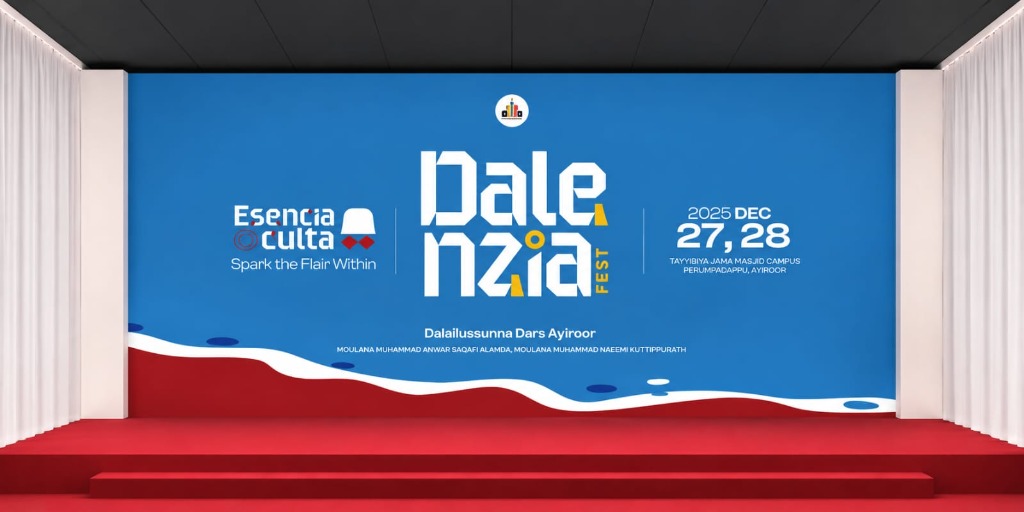 Esencia
Oculta
Spark the Flair Within
Dale
nzia
FEST
2025 DEC
27, 28
TAYYIBIYA JAMA MASJID CAMPUS
PERUMPADAPPU, AYIROOR
Dalailussunna Dars Ayiroor
MOULANA MUHAMMAD ANWAR SAQAFI ALAMDA, MOULANA MUHAMMAD NAEEMI KUTTIPPURATH